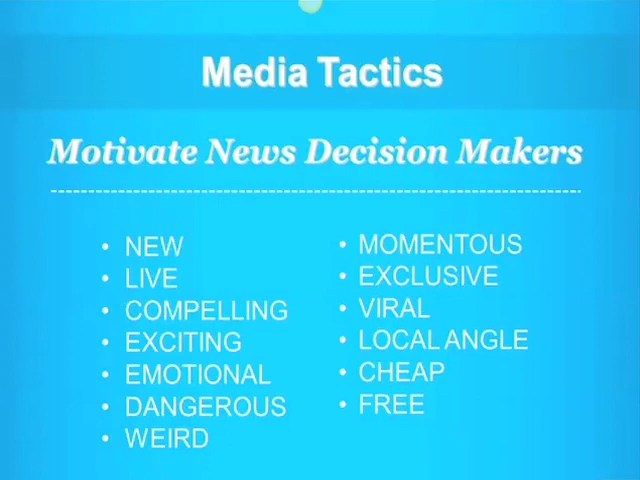 Media Tactics
Motivate News Decision Makers
• NEW
• LIVE
• COMPELLING
• EXCITING
• EMOTIONAL
• DANGEROUS
• WEIRD
• MOMENTOUS
• EXCLUSIVE
• VIRAL
• LOCAL ANGLE
• CHEAP
• FREE